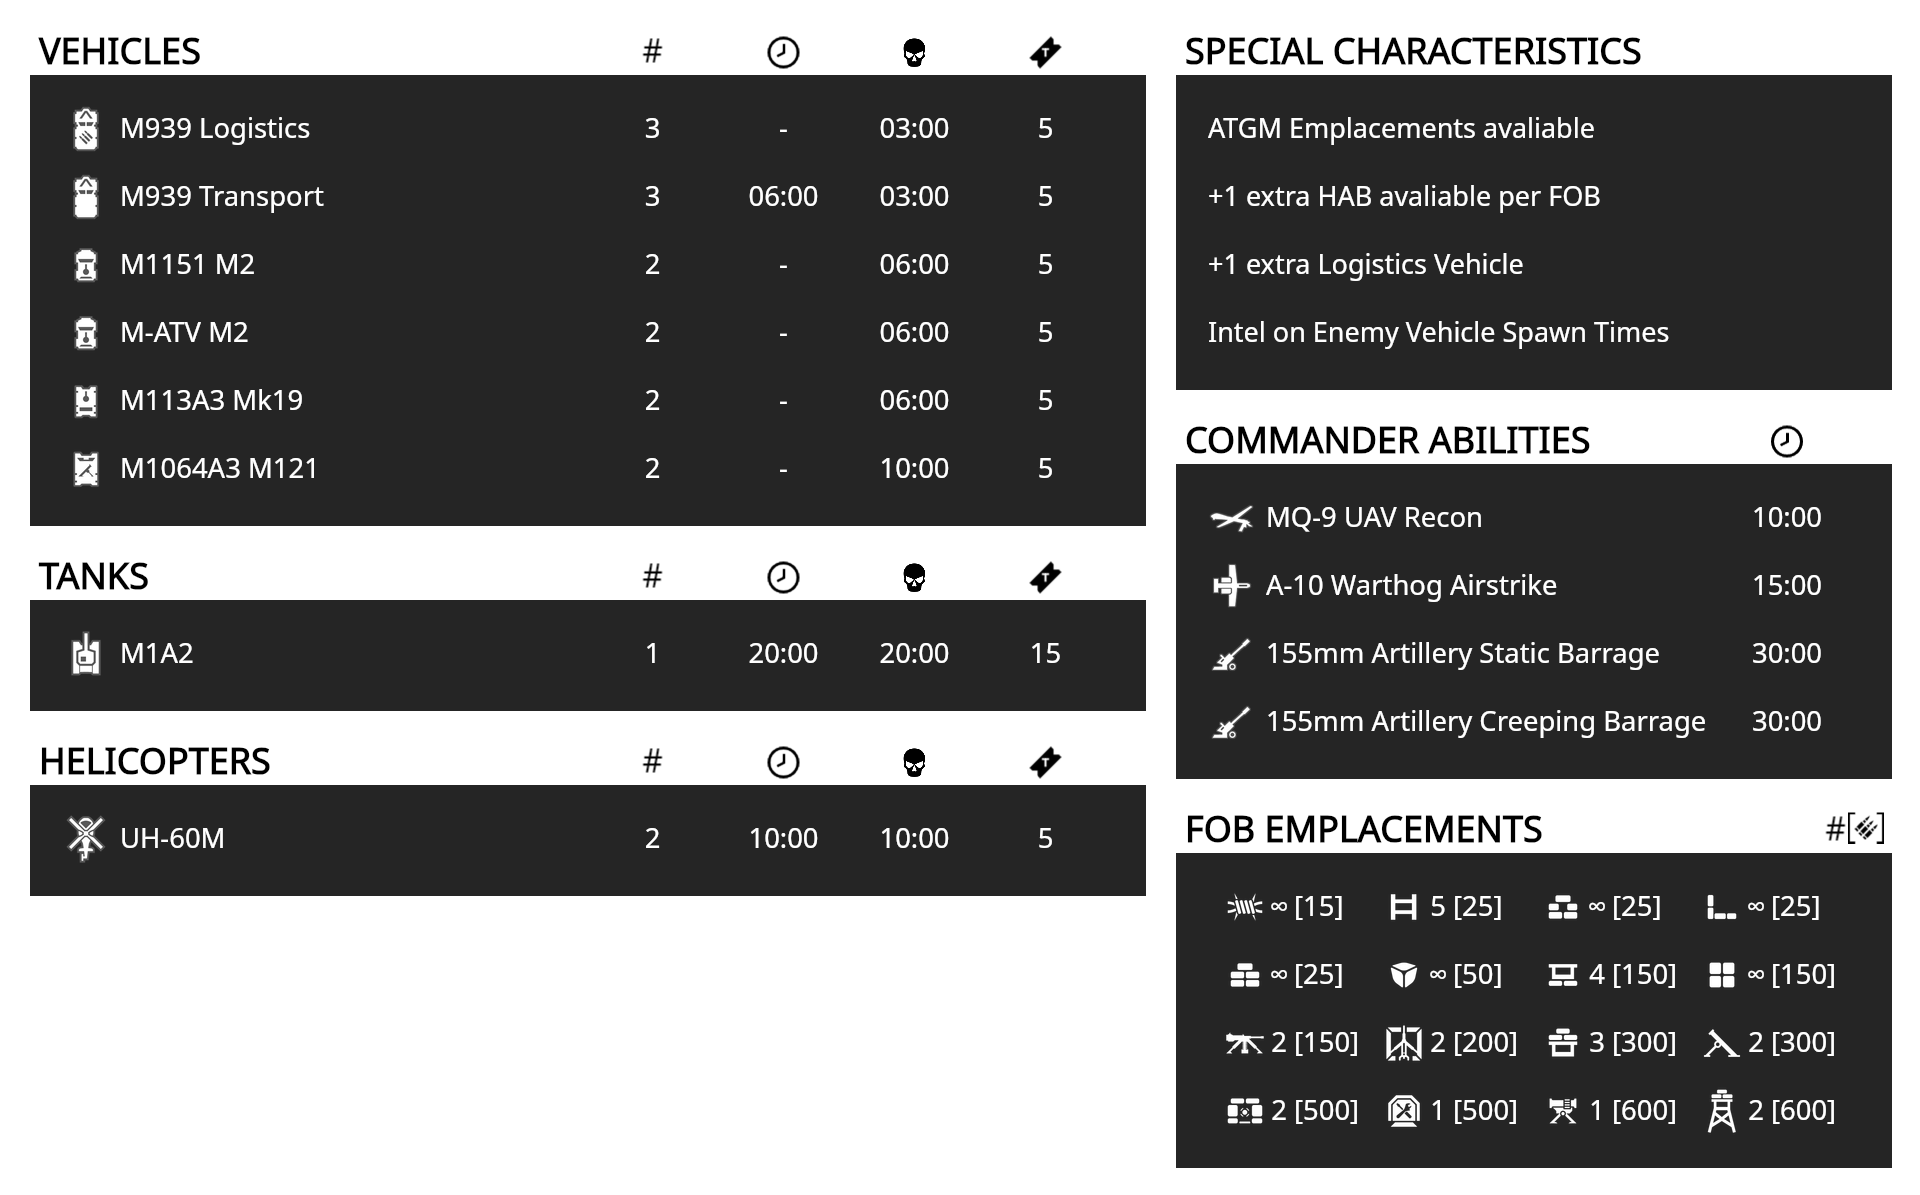 VEHICLES #
M939 Logistics 3 - 03:00 5
M939 Transport 3 06:00 03:00 5
M1151 M2 2 - 06:00 5
M-ATV M2 2 - 06:00 5
M113A3 Mk19 2 - 06:00 5
M1064A3 M121 2 - 10:00 5
TANKS #
M1A2 1 20:00 20:00 15
HELICOPTERS #
UH-60M 2 10:00 10:00 5
SPECIAL CHARACTERISTICS
ATGM Emplacements avaliable
+1 extra HAB avaliable per FOB
+1 extra Logistics Vehicle
Intel on Enemy Vehicle Spawn Times
COMMANDER ABILITIES
MQ-9 UAV Recon 10:00
A-10 Warthog Airstrike 15:00
155mm Artillery Static Barrage 30:00
155mm Artillery Creeping Barrage 30:00
FOB EMPLACEMENTS #[]
∞ [15] 5 [25] ∞ [25] ∞ [25]
∞ [25] ∞ [50] 4 [150] ∞ [150]
2 [150] 2 [200] 3 [300] 2 [300]
2 [500] 1 [500] 1 [600] 2 [600]